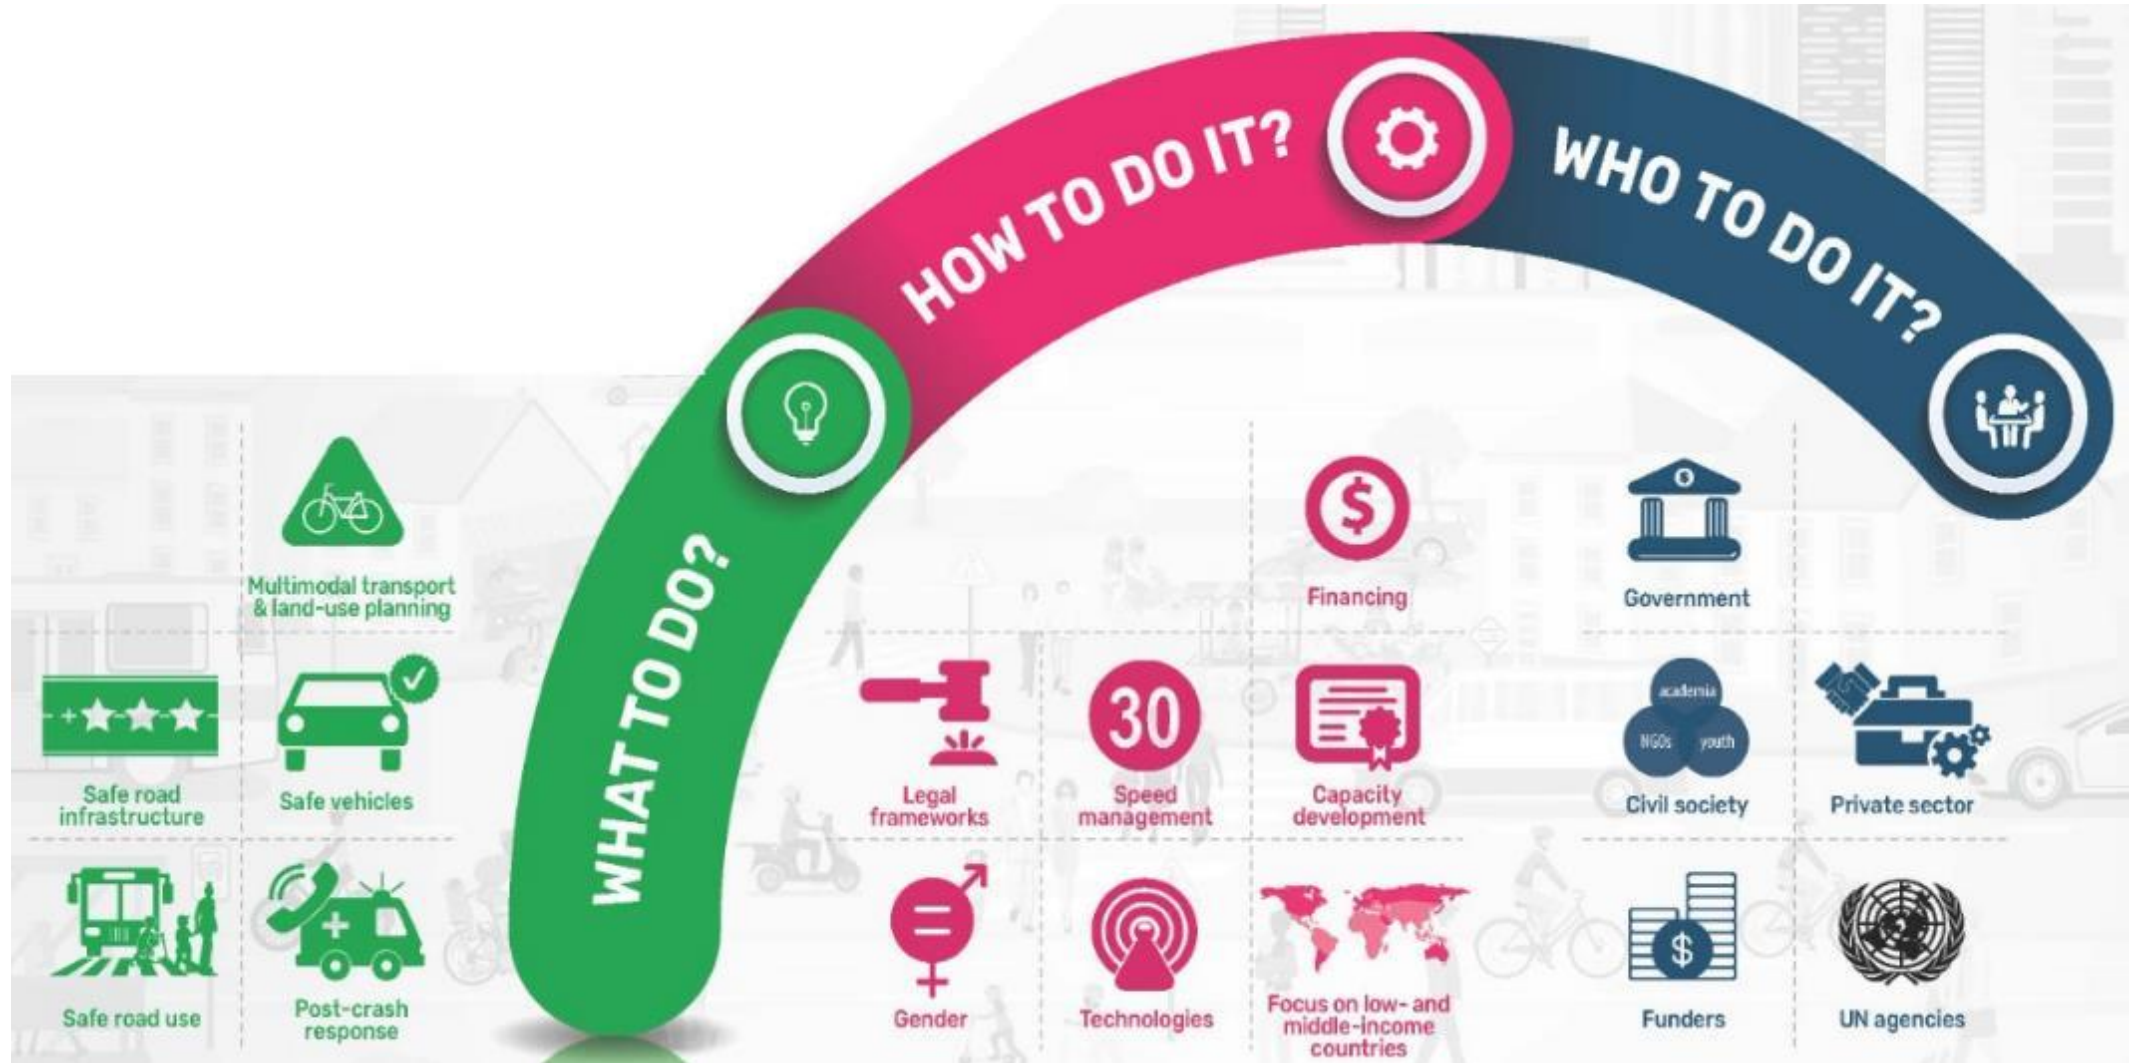 WHAT TO DO?
HOW TO DO IT?
WHO TO DO IT?
Multimodal transport
& land-use planning
Safe road
infrastructure
Safe vehicles
Safe road use
Post-crash
response
$
Financing
Legal
frameworks
30
Speed
management
Capacity
development
Gender
Technologies
Focus on low- and
middle-income
countries
Government
academia
NGOs
youth
Civil society
Private sector
$
Funders
UN agencies